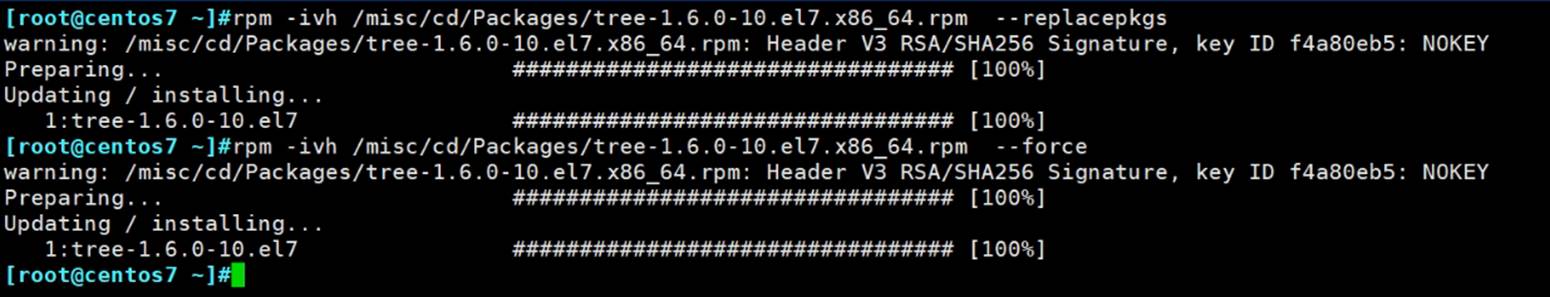 [root@centos7 ~]#rpm -ivh /misc/cd/Packages/tree-1.6.0-10.el7.x86_64.rpm  --replacepkgs
warning: /misc/cd/Packages/tree-1.6.0-10.el7.x86_64.rpm: Header V3 RSA/SHA256 Signature, key ID f4a80eb5: NOKEY
Preparing...                          ################################# [100%]
Updating / installing...
   1:tree-1.6.0-10.el7                ################################# [100%]
[root@centos7 ~]#rpm -ivh /misc/cd/Packages/tree-1.6.0-10.el7.x86_64.rpm  --force
warning: /misc/cd/Packages/tree-1.6.0-10.el7.x86_64.rpm: Header V3 RSA/SHA256 Signature, key ID f4a80eb5: NOKEY
Preparing...                          ################################# [100%]
Updating / installing...
   1:tree-1.6.0-10.el7                ################################# [100%]
[root@centos7 ~]#